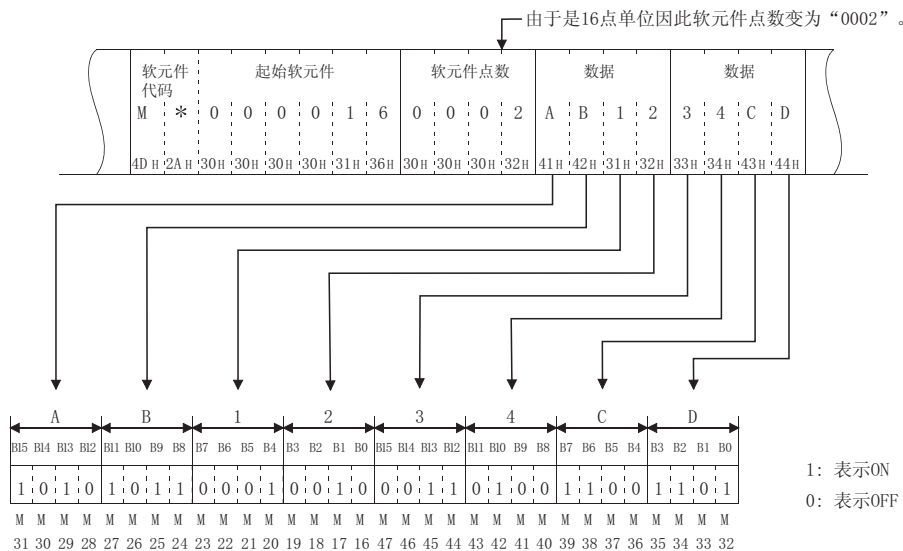 由于是16点单位因此软元件点数变为“0002”。
软元件代码 起始软元件 软元件点数 数据 数据
M * 0 0 0 0 1 6 0 0 0 2 A B 1 2 3 4 C D
4DH 2AH 30H 30H 30H 30H 31H 36H 30H 30H 30H 32H 41H 42H 31H 32H 33H 34H 43H 44H
A B 1 2 3 4 C D
B15 B14 B13 B12 B11 B10 B9 B8 B7 B6 B5 B4 B3 B2 B1 B0 B15 B14 B13 B12 B11 B10 B9 B8 B7 B6 B5 B4 B3 B2 B1 B0
1 0 1 0 1 0 1 1 0 0 0 1 0 0 1 0 0 0 1 1 0 1 0 0 1 1 0 0 1 1 0 1
M M M M M M M M M M M M M M M M M M M M M M M M M M M M M M M M
31 30 29 28 27 26 25 24 23 22 21 20 19 18 17 16 47 46 45 44 43 42 41 40 39 38 37 36 35 34 33 32
1: 表示ON
0: 表示OFF